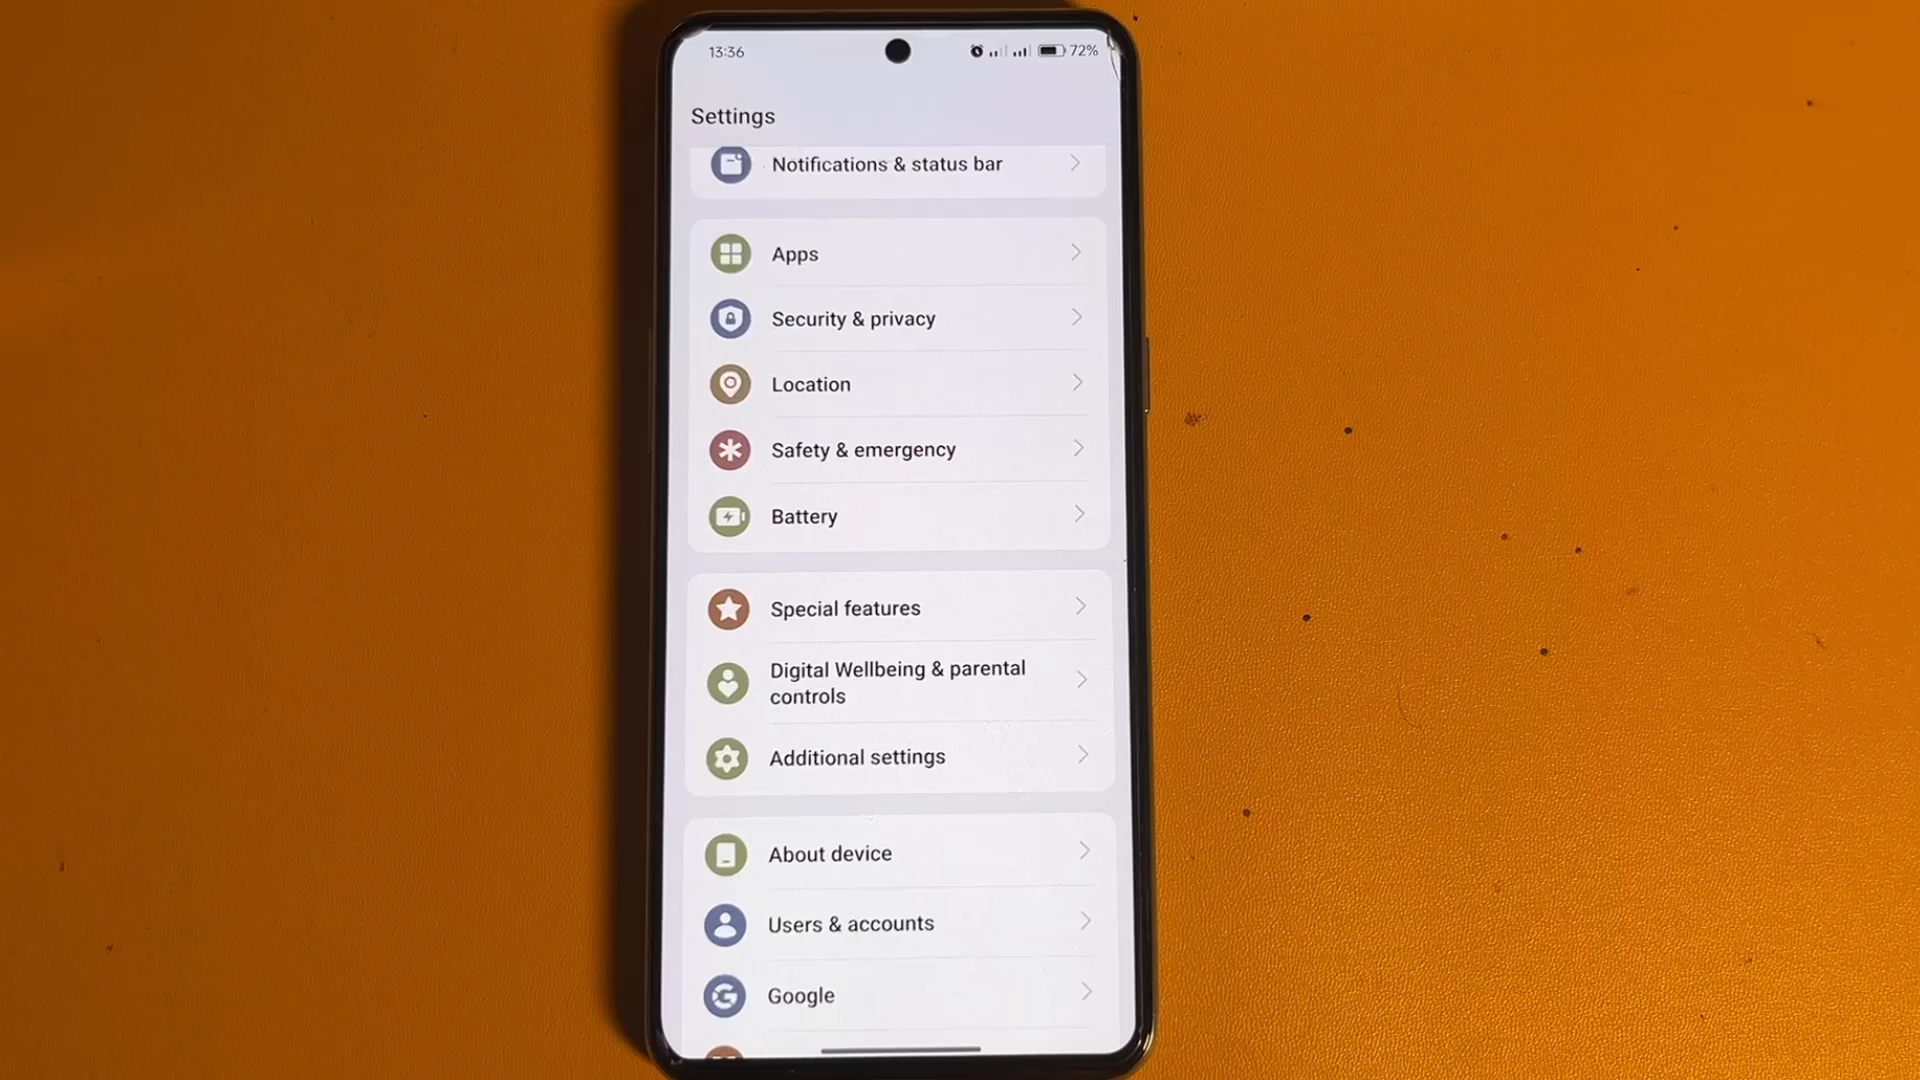 13:36
72%
Settings
Notifications & status bar
Apps
Security & privacy
Location
Safety & emergency
Battery
Special features
Digital Wellbeing & parental
controls
Additional settings
About device
Users & accounts
Google